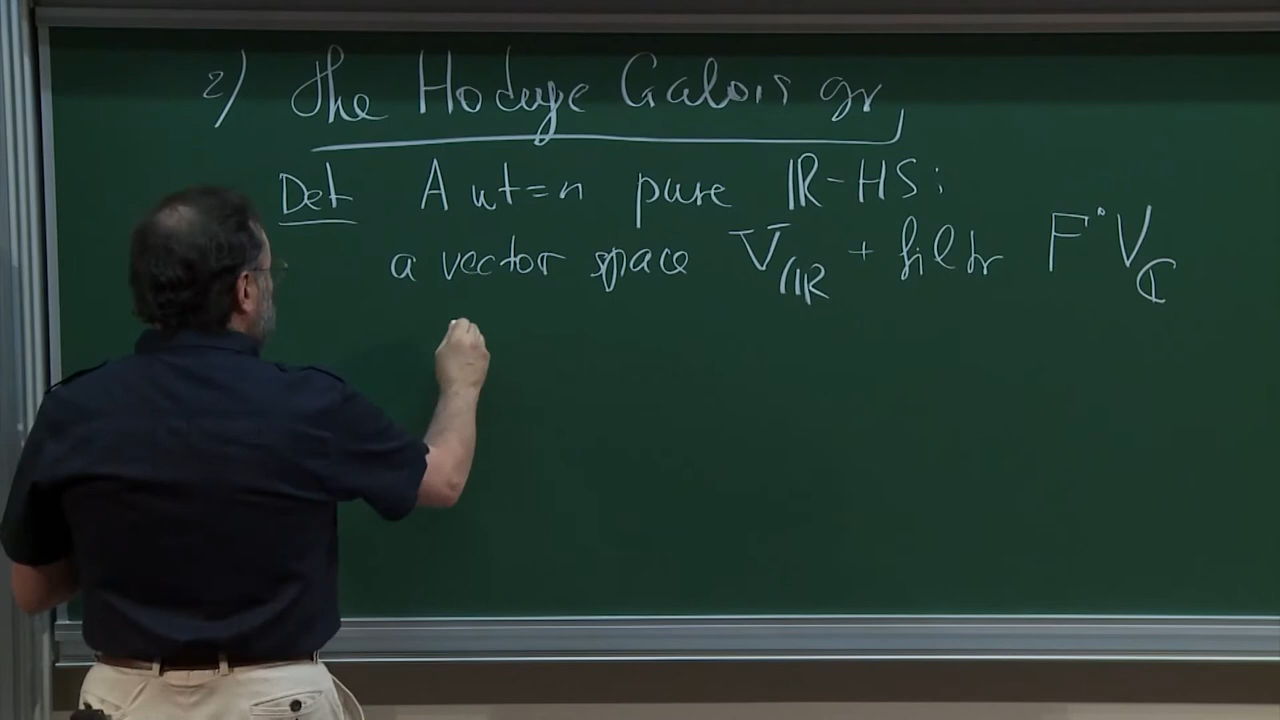 2) The Hodge Galois gr
Def A wt=n pure ℝ-HS:
a vector space V/ℝ + filtr F•V_ℂ